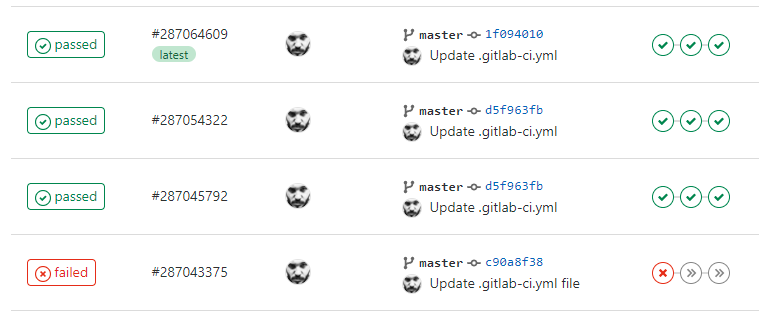 passed #287064609 master 1f094010
latest Update .gitlab-ci.yml
passed #287054322 master d5f963fb
Update .gitlab-ci.yml
passed #287045792 master d5f963fb
Update .gitlab-ci.yml
failed #287043375 master c90a8f38
Update .gitlab-ci.yml file